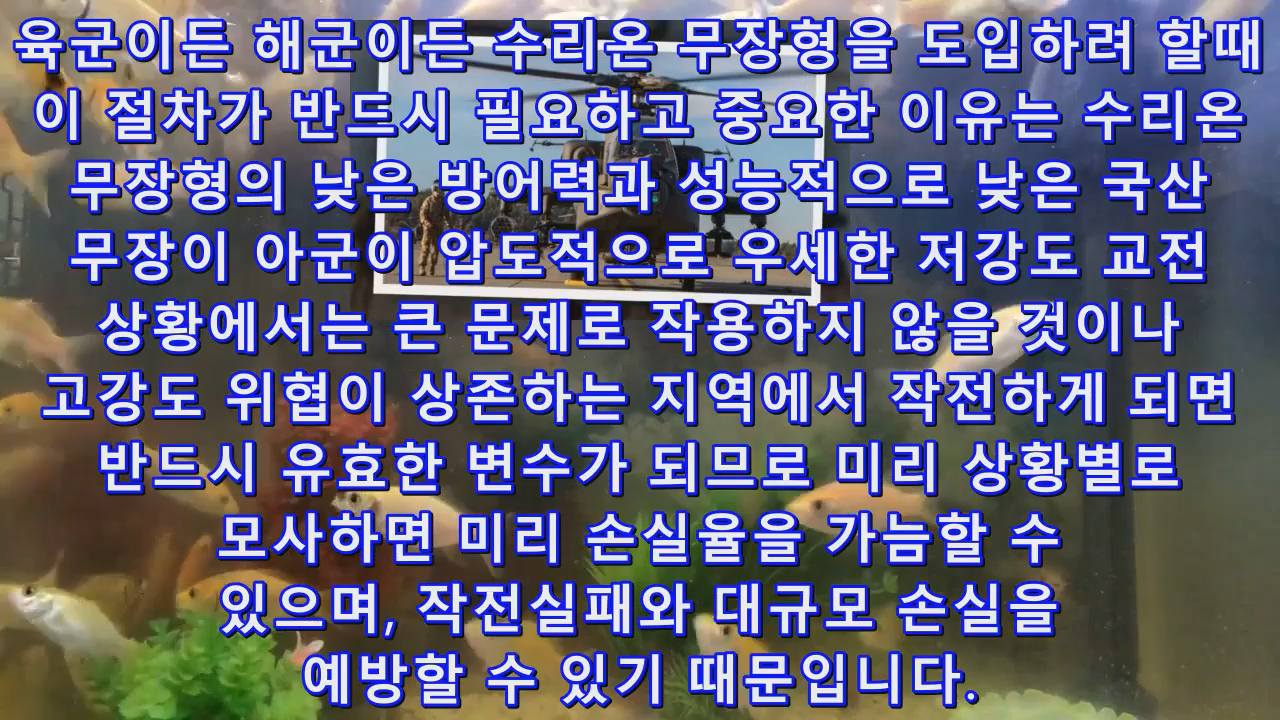 육군이든 해군이든 수리온 무장형을 도입하려 할때
이 절차가 반드시 필요하고 중요한 이유는 수리온
무장형의 낮은 방어력과 성능적으로 낮은 국산
무장이 아군이 압도적으로 우세한 저강도 교전
상황에서는 큰 문제로 작용하지 않을 것이나
고강도 위협이 상존하는 지역에서 작전하게 되면
반드시 유효한 변수가 되므로 미리 상황별로
모사하면 미리 손실율을 가늠할 수
있으며, 작전실패와 대규모 손실을
예방할 수 있기 때문입니다.